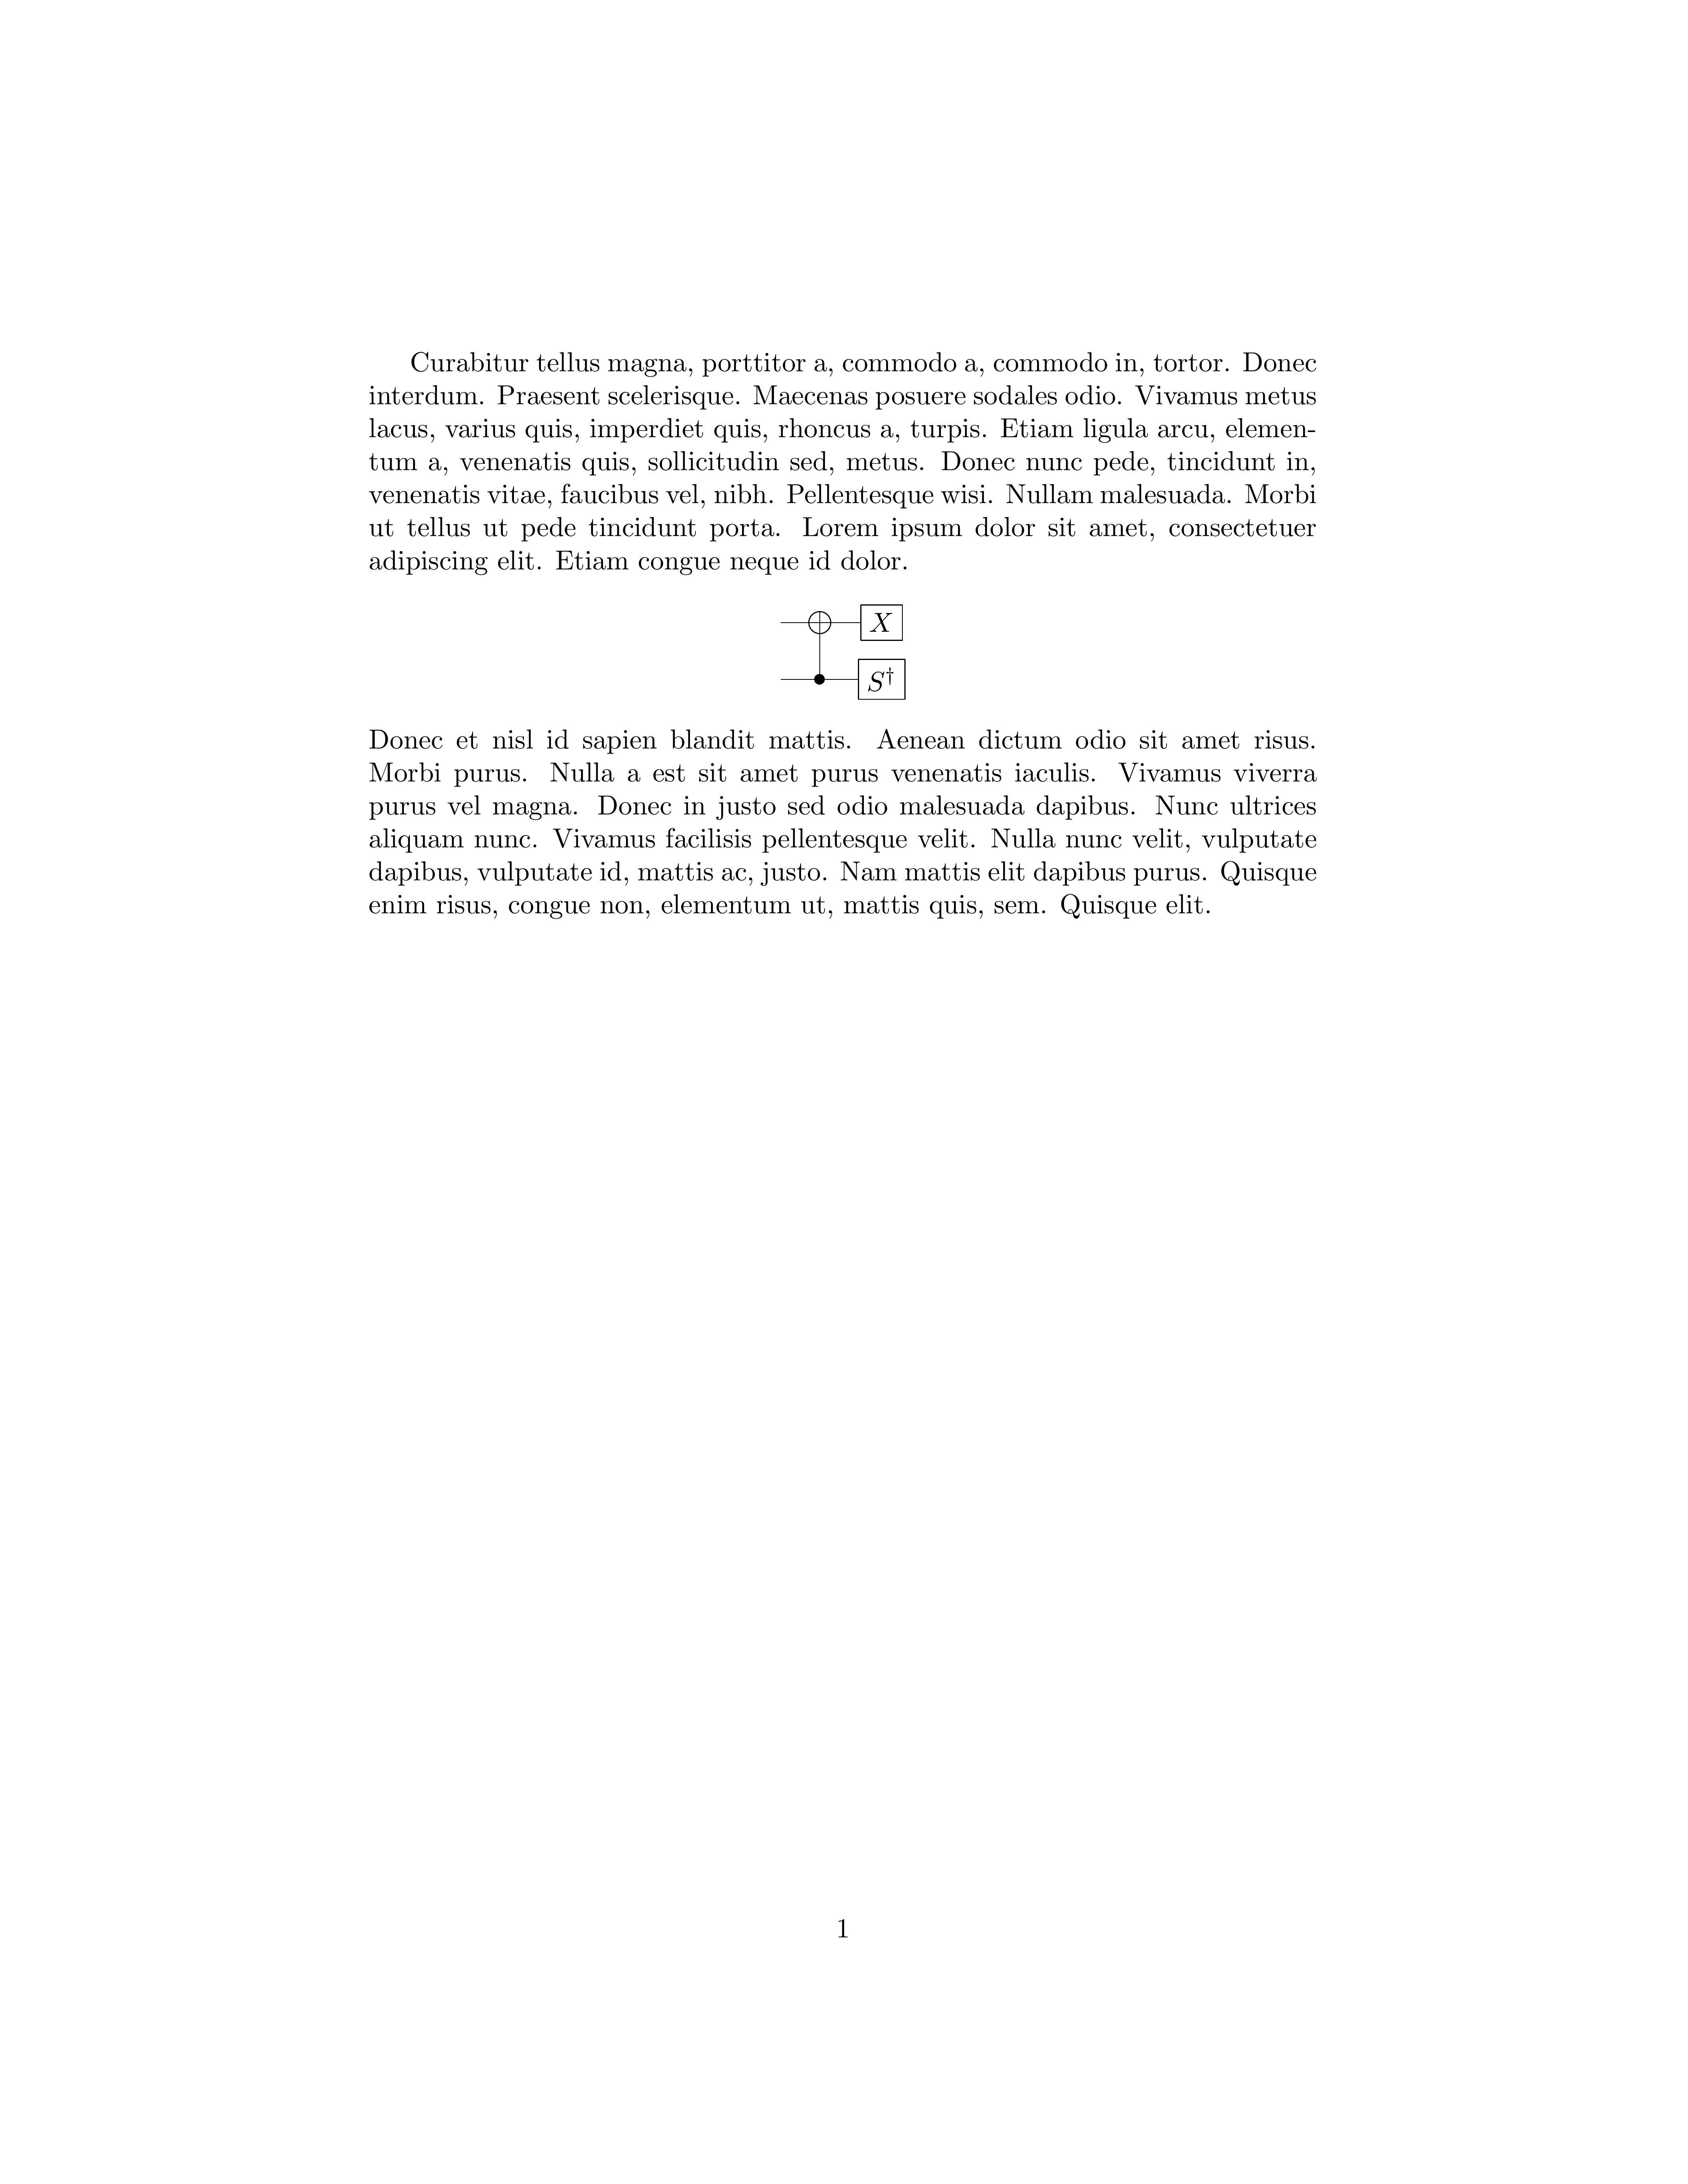 Curabitur tellus magna, porttitor a, commodo a, commodo in, tortor. Donec
interdum. Praesent scelerisque. Maecenas posuere sodales odio. Vivamus metus
lacus, varius quis, imperdiet quis, rhoncus a, turpis. Etiam ligula arcu, elemen-
tum a, venenatis quis, sollicitudin sed, metus. Donec nunc pede, tincidunt in,
venenatis vitae, faucibus vel, nibh. Pellentesque wisi. Nullam malesuada. Morbi
ut tellus ut pede tincidunt porta. Lorem ipsum dolor sit amet, consectetuer
adipiscing elit. Etiam congue neque id dolor.
X
S†
Donec et nisl id sapien blandit mattis. Aenean dictum odio sit amet risus.
Morbi purus. Nulla a est sit amet purus venenatis iaculis. Vivamus viverra
purus vel magna. Donec in justo sed odio malesuada dapibus. Nunc ultrices
aliquam nunc. Vivamus facilisis pellentesque velit. Nulla nunc velit, vulputate
dapibus, vulputate id, mattis ac, justo. Nam mattis elit dapibus purus. Quisque
enim risus, congue non, elementum ut, mattis quis, sem. Quisque elit.
1